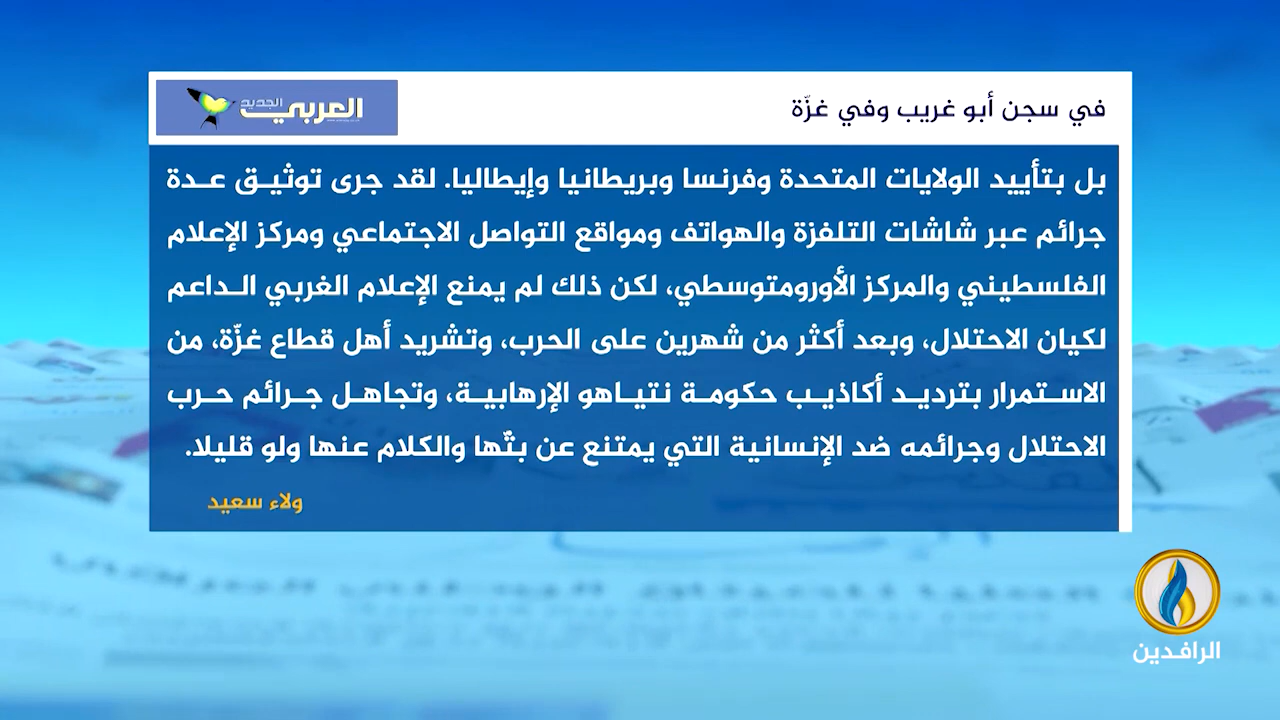 في سجن أبو غريب وفي غزّة
العربي الجديد
بل بتأييد الولايات المتحدة وفرنسا وبريطانيا وإيطاليا. لقد جرى توثيق عدة
جرائم عبر شاشات التلفزة والهواتف ومواقع التواصل الاجتماعي ومركز الإعلام
الفلسطيني والمركز الأورومتوسطي، لكن ذلك لم يمنع الإعلام الغربي الداعم
لكيان الاحتلال، وبعد أكثر من شهرين على الحرب، وتشريد أهل قطاع غزّة، من
الاستمرار بترديد أكاذيب حكومة نتياهو الإرهابية، وتجاهل جرائم حرب
الاحتلال وجرائمه ضد الإنسانية التي يمتنع عن بثّها والكلام عنها ولو قليلا.
ولاء سعيد
الرافدين